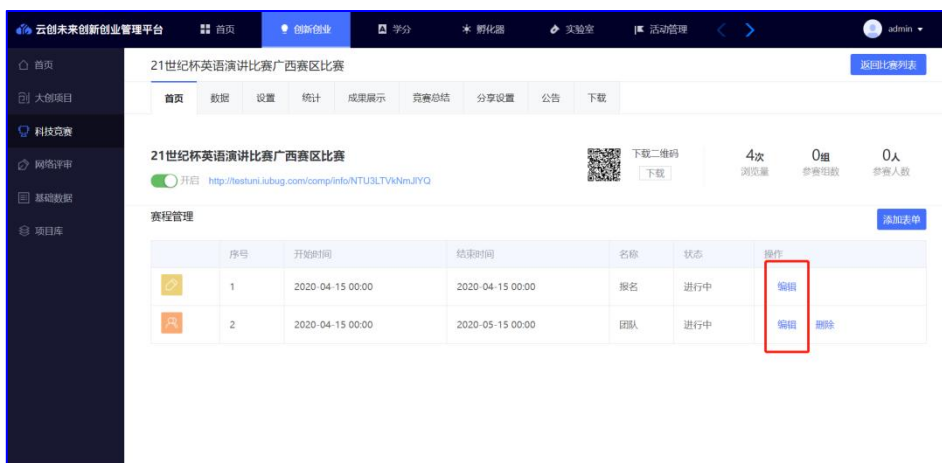 云创未来创新创业管理平台 首页 创新创业 学分 孵化器 实验室 活动管理 admin
首页
大创项目
科技竞赛
网络评审
基础数据
项目库
21世纪杯英语演讲比赛广西赛区比赛 返回比赛列表
首页 数据 设置 统计 成果展示 竞赛总结 分享设置 公告 下载
21世纪杯英语演讲比赛广西赛区比赛
开启 http://testuni.iubug.com/comp/info/NTU3LTVkNmJlYQ
下载二维码
下载
4次 0组 0人
浏览量 参赛组数 参赛人数
赛程管理 添加表单
序号 开始时间 结束时间 名称 状态 操作
1 2020-04-15 00:00 2020-04-15 00:00 报名 进行中 编辑
2 2020-04-15 00:00 2020-05-15 00:00 团队 进行中 编辑 删除